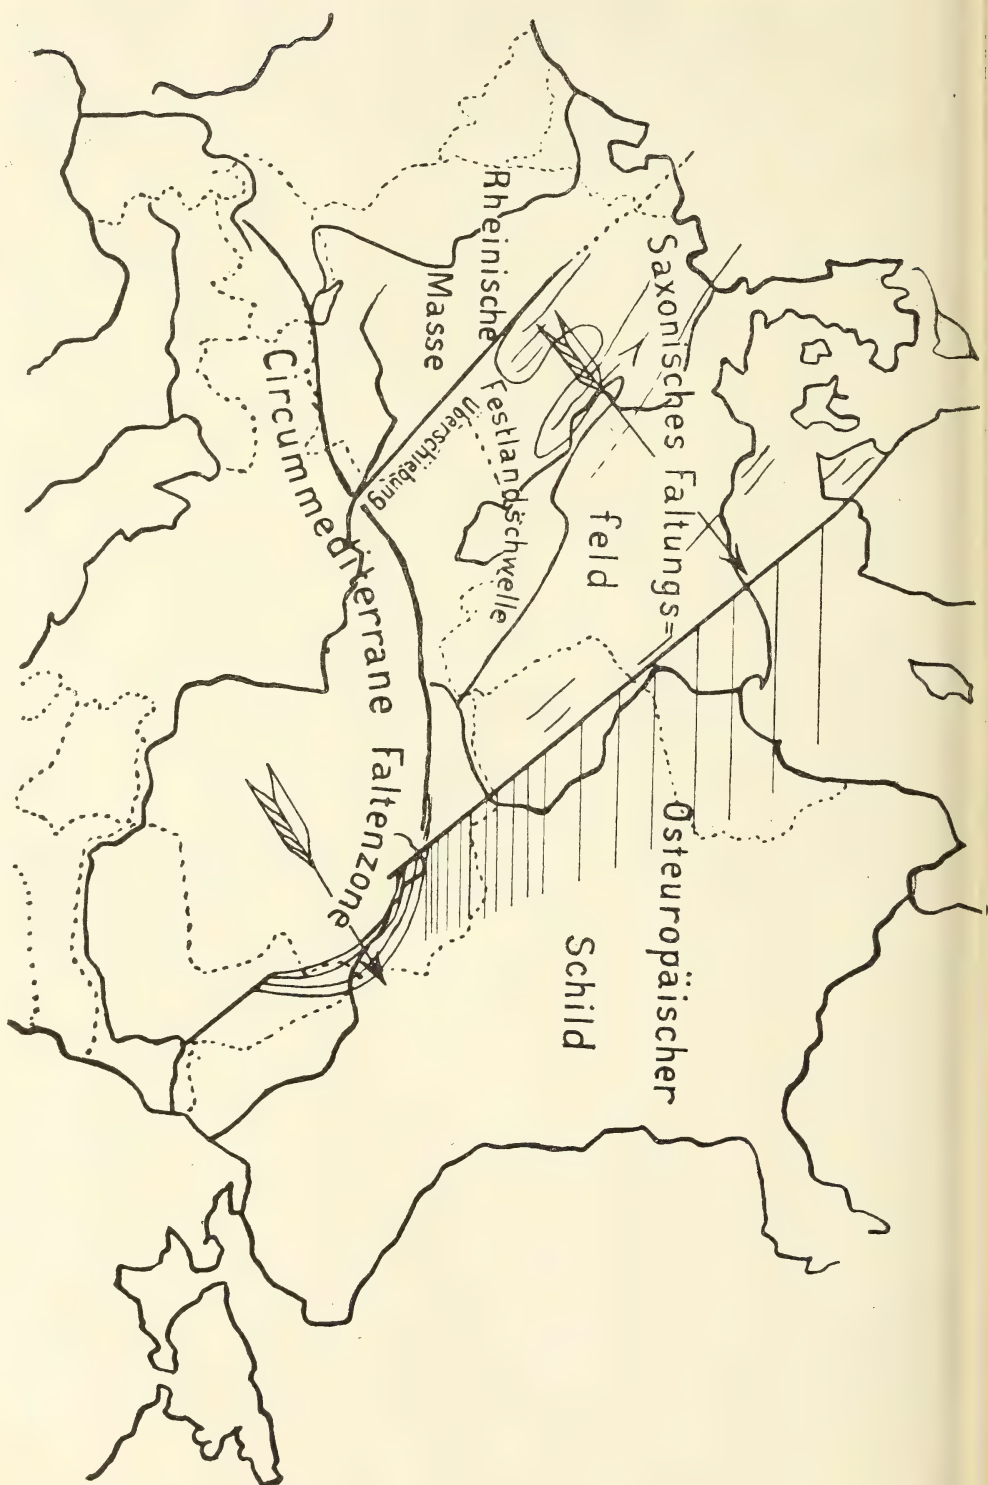 Saxonisches Faltungs=
feld
Osteuropäischer
Schild
Rheinische
Masse
Festlandschwelle
Überschiebung
Circummediterrane Faltenzone